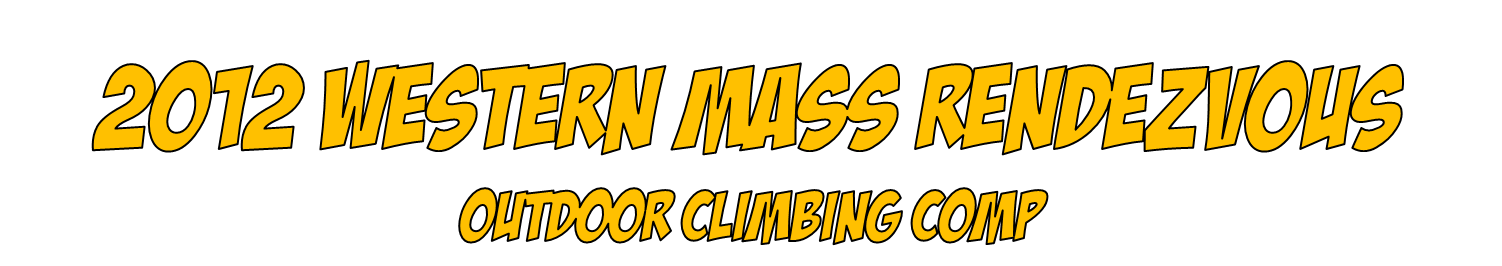 2012 WESTERN MASS RENDEZVOUS
OUTDOOR CLIMBING COMP